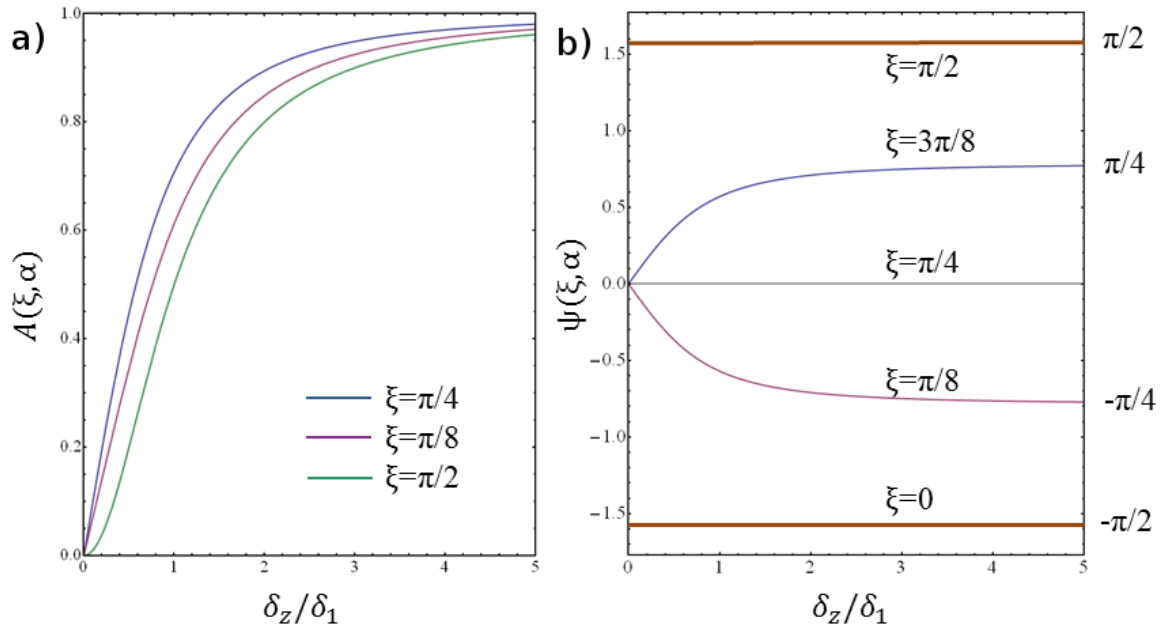 a)
1.0
0.8
0.6
0.4
0.2
0.0
A(ξ,α)
ξ=π/4
ξ=π/8
ξ=π/2
0 1 2 3 4 5
δz/δ1
b)
1.5
1.0
0.5
0.0
−0.5
−1.0
−1.5
ψ(ξ,α)
ξ=π/2
ξ=3π/8
ξ=π/4
ξ=π/8
ξ=0
π/2
π/4
-π/4
-π/2
0 1 2 3 4 5
δz/δ1